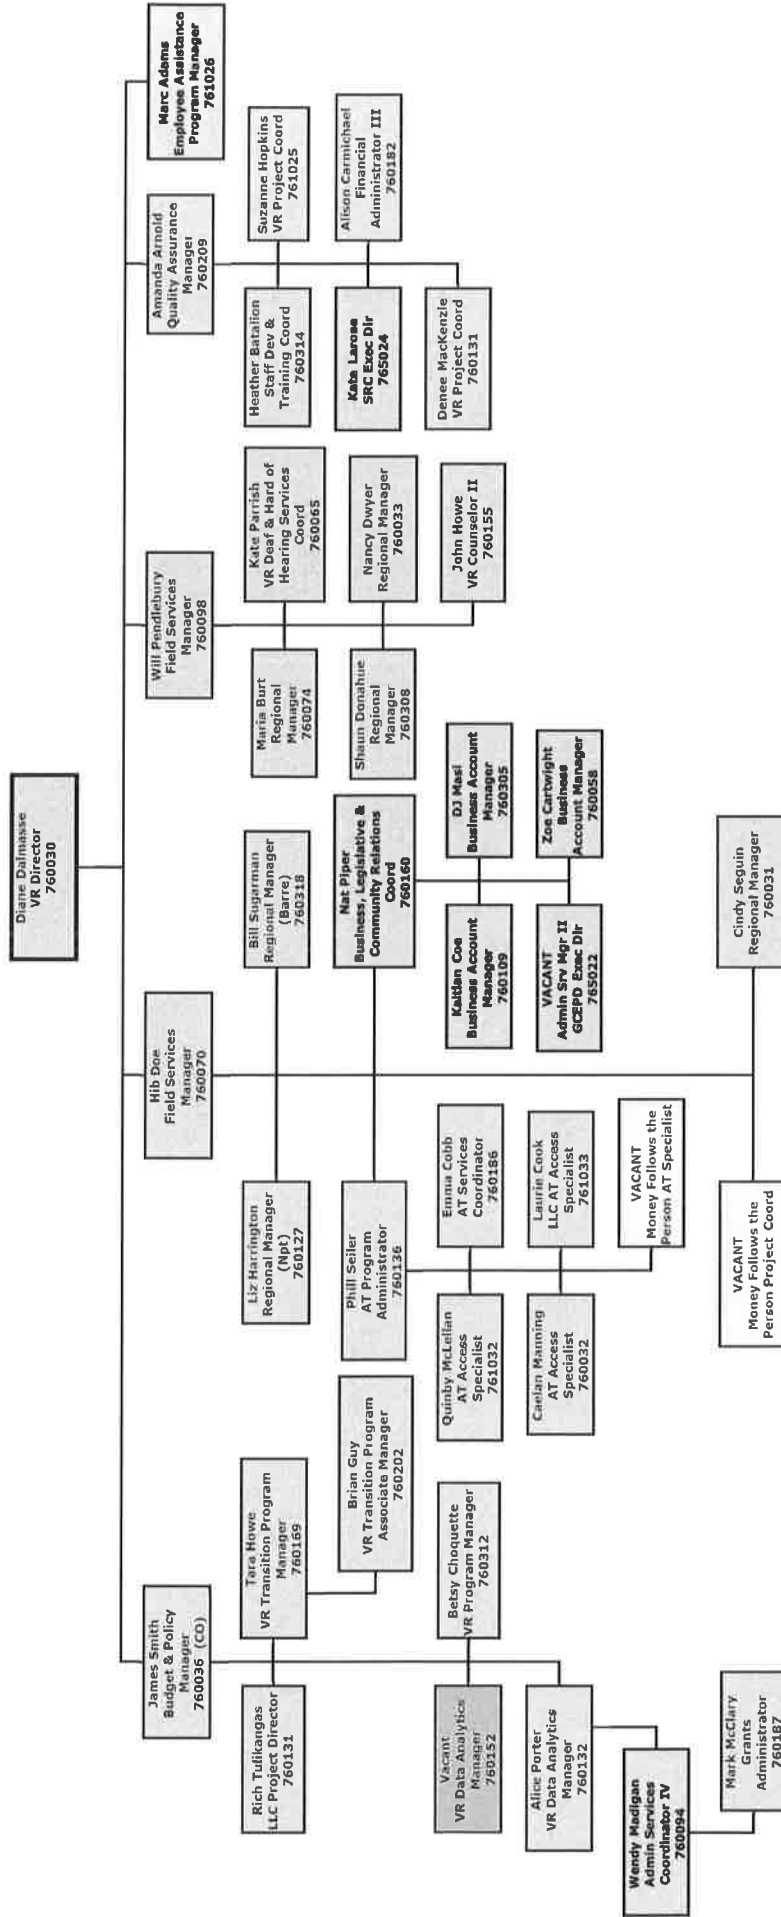 Diane Dalmasse
VR Director
760030
James Smith
Budget & Policy
Manager
760036 (CO)
Hib Doe
Field Services
Manager
760070
Will Pendlebury
Field Services
Manager
760098
Amanda Arnold
Quality Assurance
Manager
760209
Marc Adams
Employee Assistance
Program Manager
761026
Rich Tulikangas
LLC Project Director
760131
Tara Howe
VR Transition Program
Manager
760169
Brian Guy
VR Transition Program
Associate Manager
760202
Vacant
VR Data Analytics
Manager
760152
Betsy Choquette
VR Program Manager
760312
Alice Porter
VR Data Analytics
Manager
760132
Wendy Madigan
Admin Services
Coordinator IV
760094
Mark McClary
Grants
Administrator
760187
Liz Harrington
Regional Manager
(Npt)
760127
Bill Sugarman
Regional Manager
(Barre)
760318
Phill Seiler
AT Program
Administrator
760136
Nat Piper
Business, Legislative &
Community Relations
Coord
760160
Quinby McLellan
AT Access
Specialist
761032
Emma Cobb
AT Services
Coordinator
760186
Caelan Manning
AT Access
Specialist
760032
Laurie Cook
LLC AT Access
Specialist
761033
VACANT
Money Follows the
Person AT Specialist
Kaitlan Coe
Business Account
Manager
760109
DJ Masi
Business Account
Manager
760305
VACANT
Admin Srv Mgr II
GCEPD Exec Dir
765022
Zoe Cartwright
Business
Account Manager
760058
VACANT
Money Follows the
Person Project Coord
Cindy Seguin
Regional Manager
760031
Maria Burt
Regional
Manager
760074
Kate Parrish
VR Deaf & Hard of
Hearing Services
Coord
760065
Shaun Donahue
Regional
Manager
760308
Nancy Dwyer
Regional Manager
760033
John Howe
VR Counselor II
760155
Heather Batalion
Staff Dev &
Training Coord
760314
Suzanne Hopkins
VR Project Coord
761025
Kate Larose
SRC Exec Dir
765024
Alison Carmichael
Financial
Administrator III
760182
Denee MacKenzie
VR Project Coord
760131